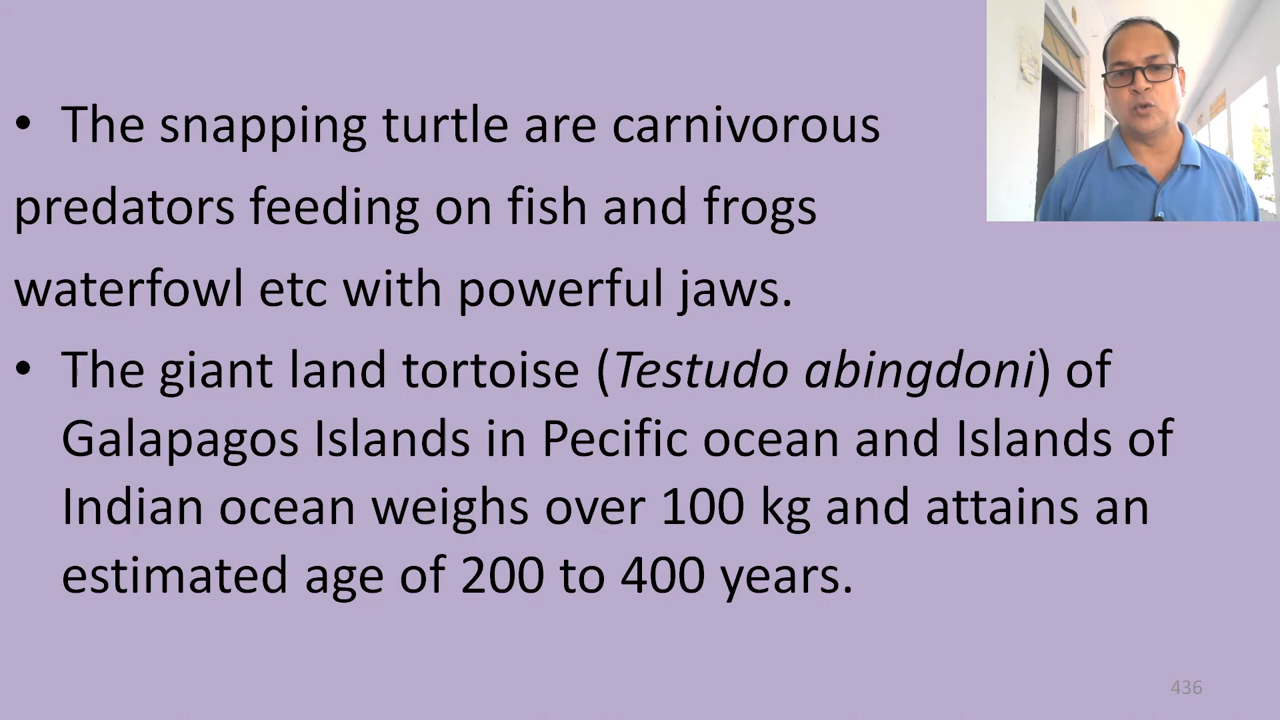 • The snapping turtle are carnivorous
predators feeding on fish and frogs
waterfowl etc with powerful jaws.
• The giant land tortoise (Testudo abingdoni) of
Galapagos Islands in Pecific ocean and Islands of
Indian ocean weighs over 100 kg and attains an
estimated age of 200 to 400 years.
436